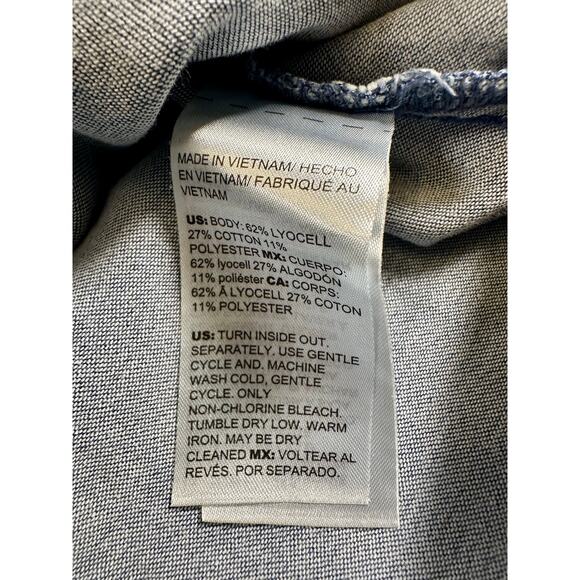 MADE IN VIETNAM/ HECHO
EN VIETNAM/ FABRIQUÉ AU
VIETNAM
US: BODY: 62% LYOCELL
27% COTTON 11%
POLYESTER MX: CUERPO:
62% lyocell 27% ALGODÓN
11% poliéster CA: CORPS:
62% Â LYOCELL 27% COTON
11% POLYESTER
US: TURN INSIDE OUT.
SEPARATELY. USE GENTLE
CYCLE AND. MACHINE
WASH COLD, GENTLE
CYCLE. ONLY
NON-CHLORINE BLEACH.
TUMBLE DRY LOW. WARM
IRON. MAY BE DRY
CLEANED MX: VOLTEAR AL
REVÉS. POR SEPARADO.